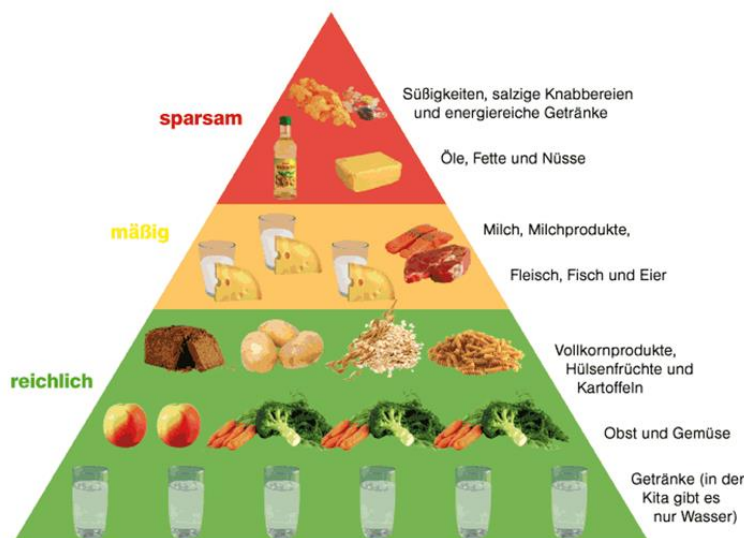 sparsam
Süßigkeiten, salzige Knabbereien
und energiereiche Getränke
Öle, Fette und Nüsse
mäßig
Milch, Milchprodukte,
Fleisch, Fisch und Eier
reichlich
Vollkornprodukte,
Hülsenfrüchte und
Kartoffeln
Obst und Gemüse
Getränke (in der
Kita gibt es
nur Wasser)